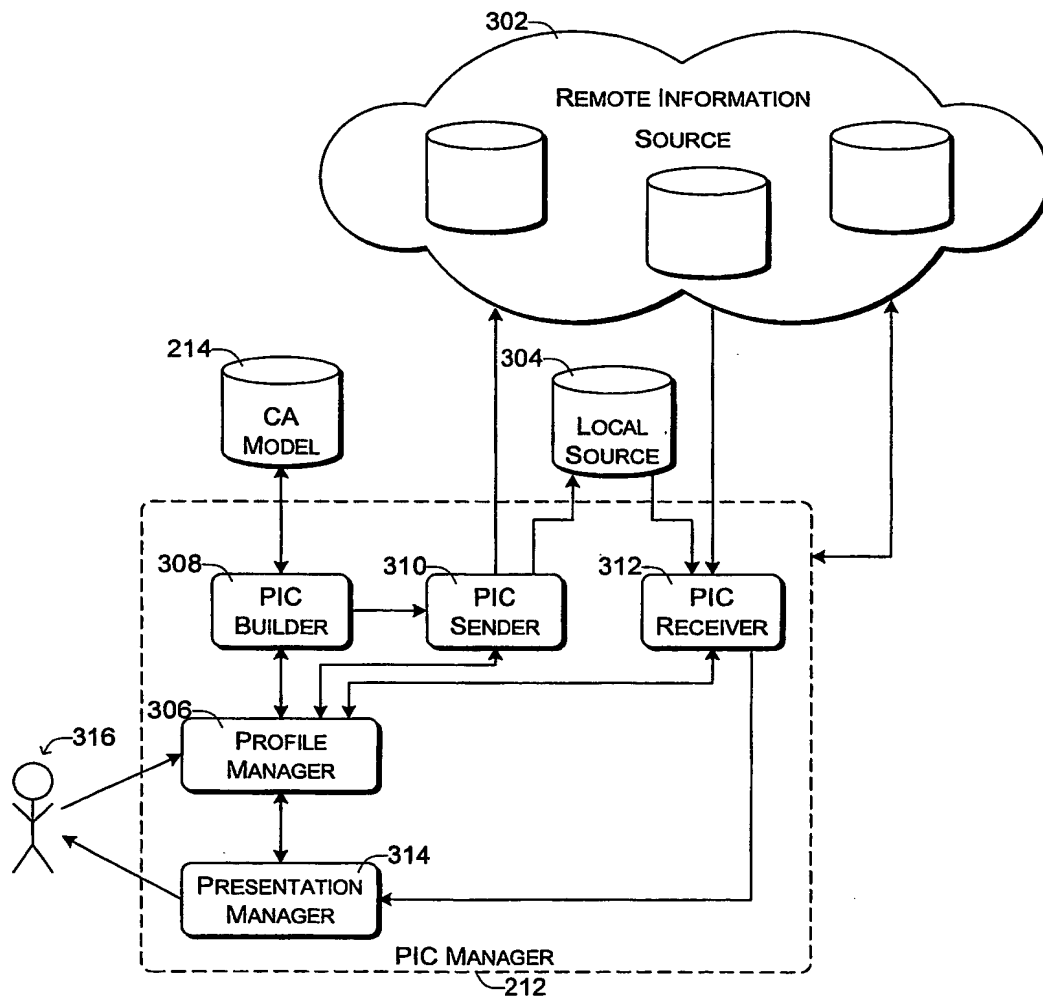 302
REMOTE INFORMATION
SOURCE
214
CA
MODEL
304
LOCAL
SOURCE
308
PIC
BUILDER
310
PIC
SENDER
312
PIC
RECEIVER
306
PROFILE
MANAGER
316
314
PRESENTATION
MANAGER
PIC MANAGER
212